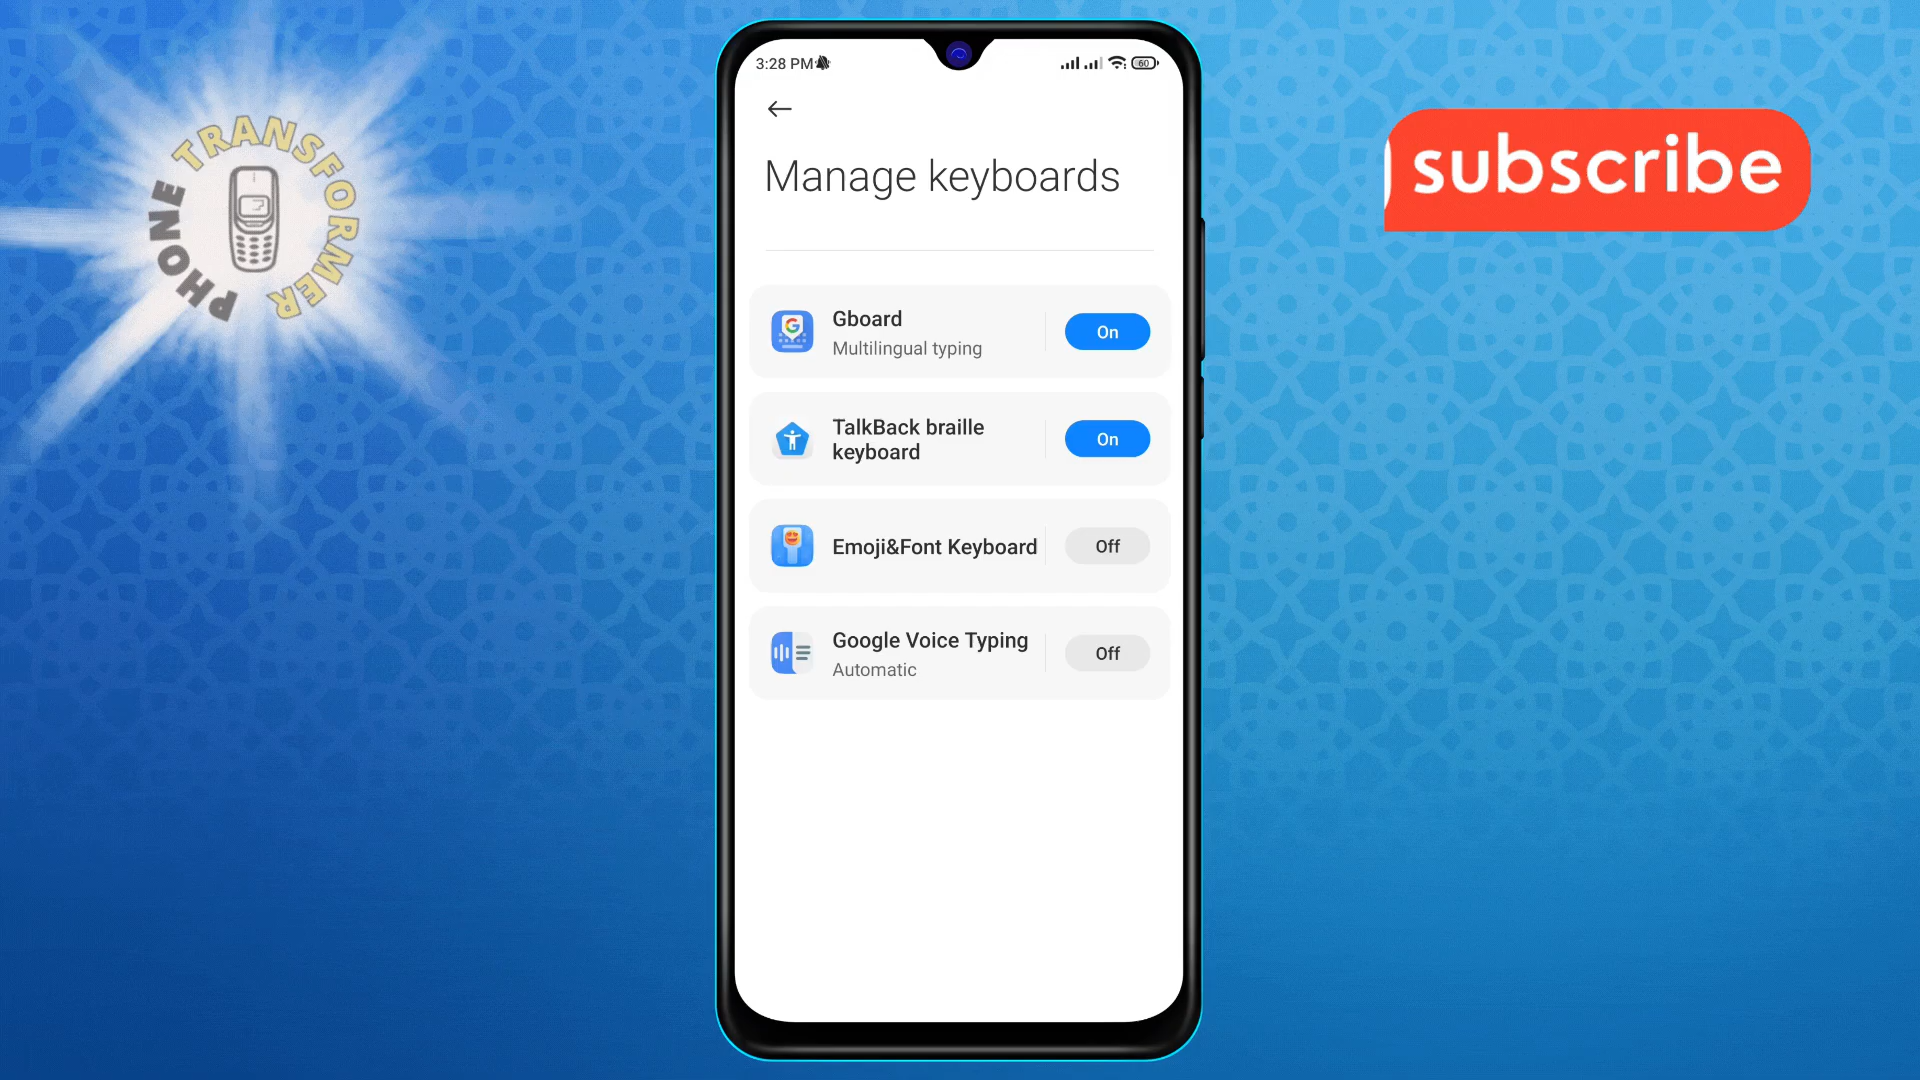 PHONE TRANSFORMER
subscribe
3:28 PM
60
Manage keyboards
Gboard
Multilingual typing
On
TalkBack braille
keyboard
On
Emoji&Font Keyboard
Off
Google Voice Typing
Automatic
Off